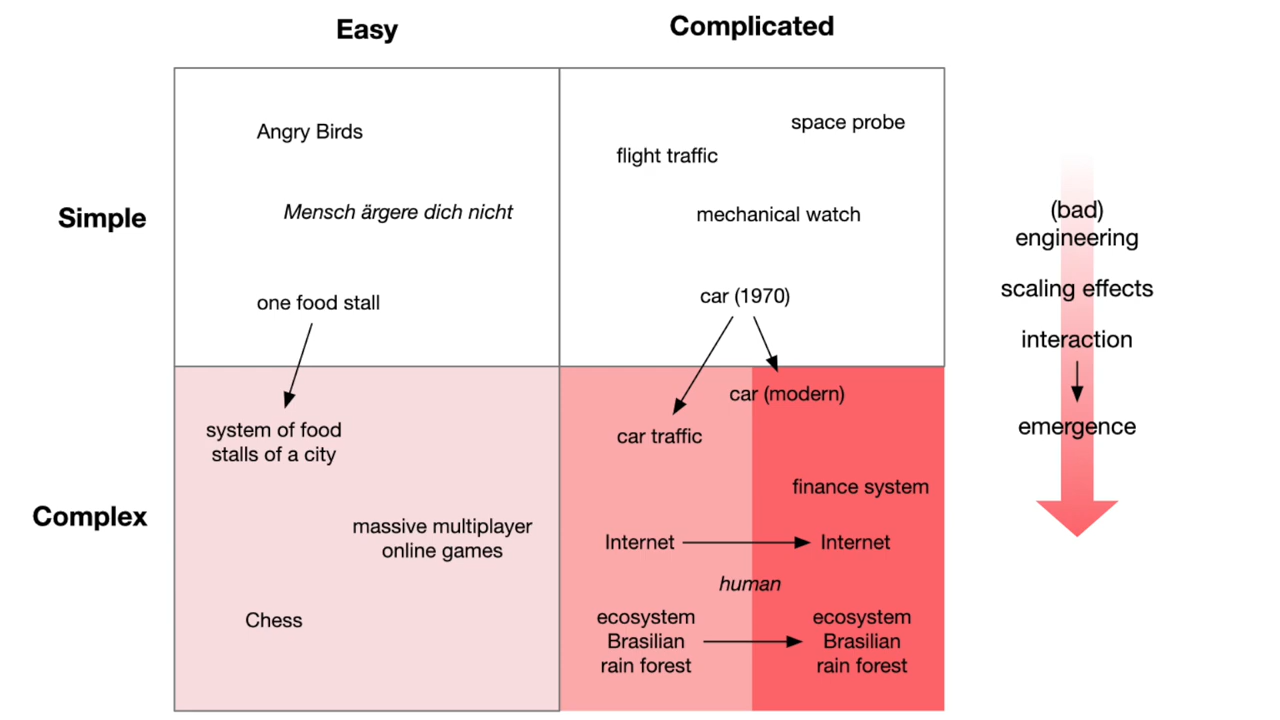 Easy
Complicated
Simple
Angry Birds
Mensch ärgere dich nicht
one food stall
space probe
flight traffic
mechanical watch
car (1970)
Complex
system of food
stalls of a city
massive multiplayer
online games
Chess
car (modern)
car traffic
finance system
Internet
Internet
human
ecosystem
Brasilian
rain forest
ecosystem
Brasilian
rain forest
(bad)
engineering
scaling effects
interaction
emergence